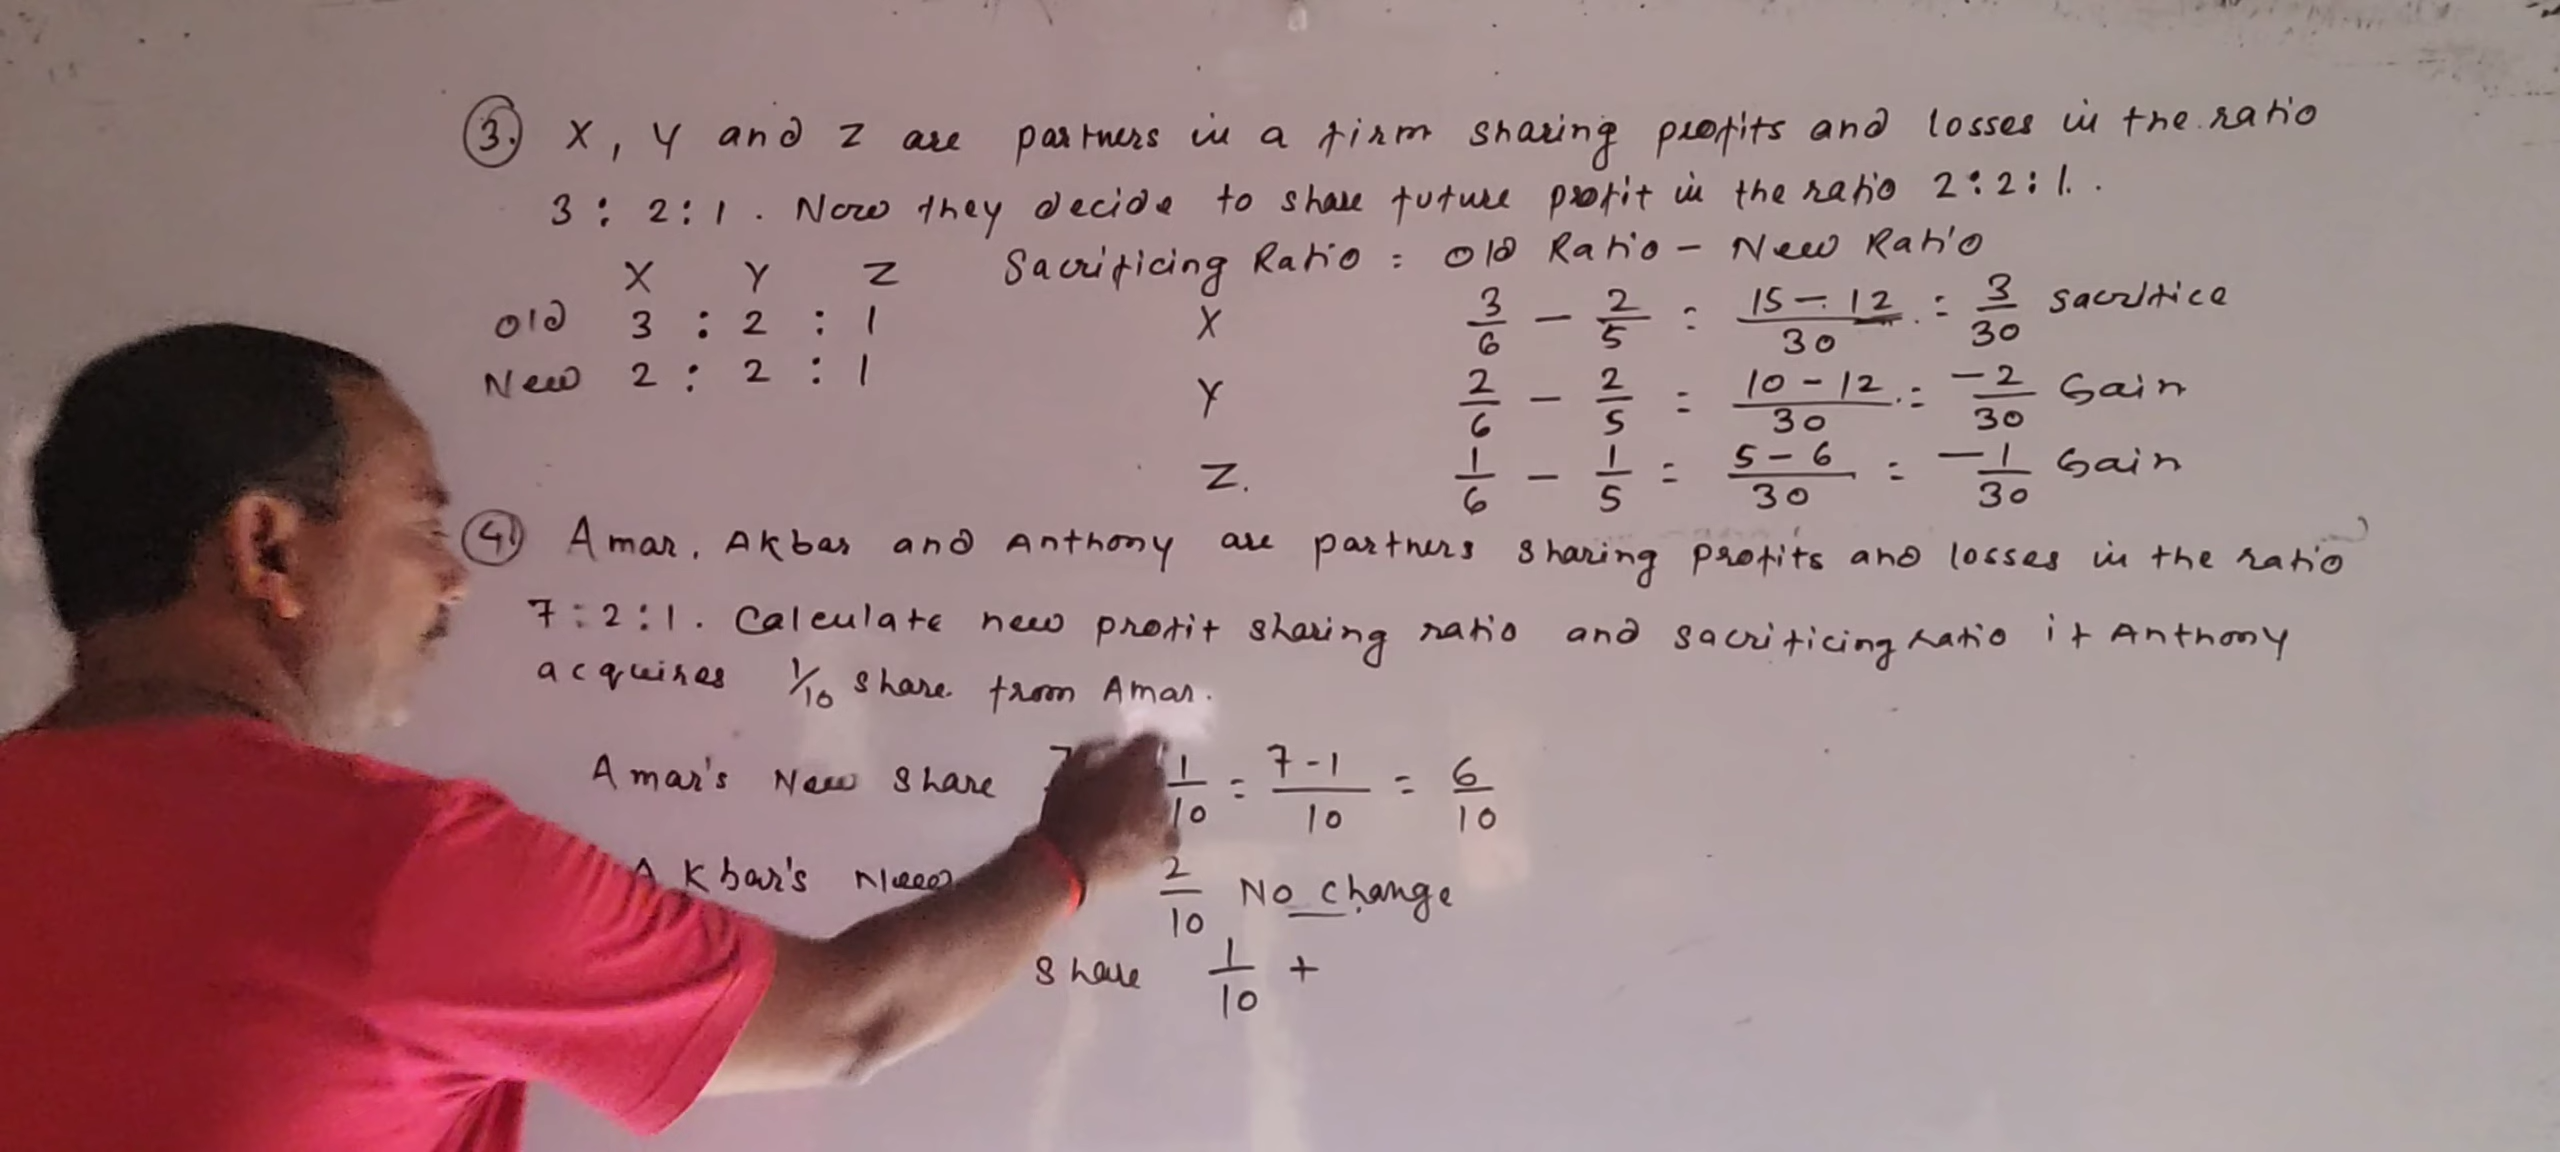 3. X, Y and Z are partners in a firm sharing profits and losses in the ratio
3 : 2 : 1 . Now they decide to share future profit in the ratio 2 : 2 : 1.
X Y Z Sacrificing Ratio = Old Ratio - New Ratio
Old 3 : 2 : 1 X 3/6 - 2/5 = 15 - 12/30 = 3/30 sacrifice
New 2 : 2 : 1 Y 2/6 - 2/5 = 10 - 12/30 = -2/30 Gain
Z. 1/6 - 1/5 = 5 - 6/30 = -1/30 Gain
4. Amar, Akbar and Anthony are partners sharing profits and losses in the ratio
7 : 2 : 1. Calculate new profit sharing ratio and sacrificing ratio if Anthony
acquires 1/10 share from Amar.
Amar's New share 7 1/10 = 7-1/10 = 6/10
Akbar's New 2/10 No change
share 1/10 +